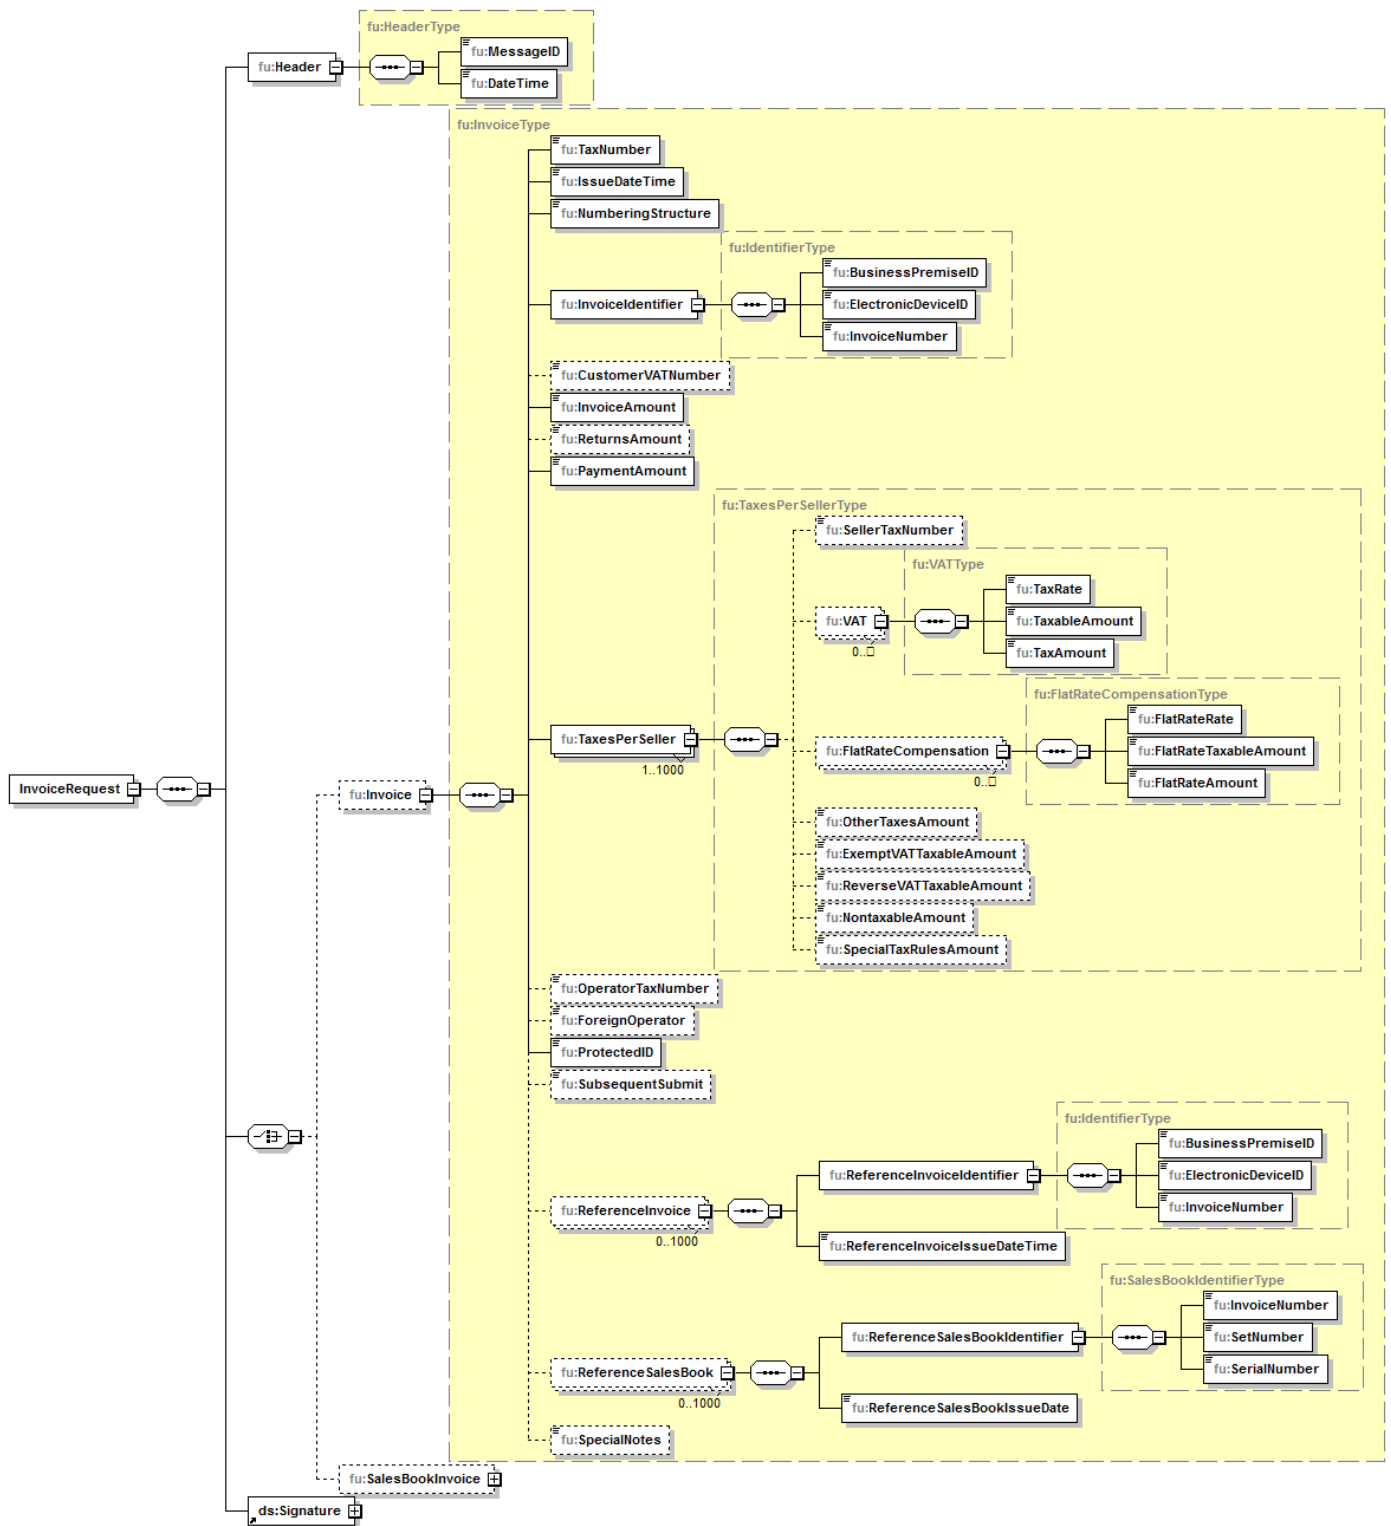 fu:HeaderType
fu:Header
fu:MessageID
fu:DateTime
fu:InvoiceType
fu:TaxNumber
fu:IssueDateTime
fu:NumberingStructure
fu:IdentifierType
fu:InvoiceIdentifier
fu:BusinessPremiseID
fu:ElectronicDeviceID
fu:InvoiceNumber
fu:CustomerVATNumber
fu:InvoiceAmount
fu:ReturnsAmount
fu:PaymentAmount
fu:TaxesPerSellerType
fu:SellerTaxNumber
fu:VATType
fu:VAT
0..□
fu:TaxRate
fu:TaxableAmount
fu:TaxAmount
fu:FlatRateCompensationType
fu:TaxesPerSeller
1..1000
fu:FlatRateCompensation
0..□
fu:FlatRateRate
fu:FlatRateTaxableAmount
fu:FlatRateAmount
InvoiceRequest
fu:Invoice
fu:OtherTaxesAmount
fu:ExemptVATTaxableAmount
fu:ReverseVATTaxableAmount
fu:NontaxableAmount
fu:SpecialTaxRulesAmount
fu:OperatorTaxNumber
fu:ForeignOperator
fu:ProtectedID
fu:SubsequentSubmit
fu:IdentifierType
fu:ReferenceInvoice
0..1000
fu:ReferenceInvoiceIdentifier
fu:BusinessPremiseID
fu:ElectronicDeviceID
fu:InvoiceNumber
fu:ReferenceInvoiceIssueDateTime
fu:SalesBookIdentifierType
fu:ReferenceSalesBook
0..1000
fu:ReferenceSalesBookIdentifier
fu:InvoiceNumber
fu:SetNumber
fu:SerialNumber
fu:ReferenceSalesBookIssueDate
fu:SpecialNotes
fu:SalesBookInvoice
ds:Signature